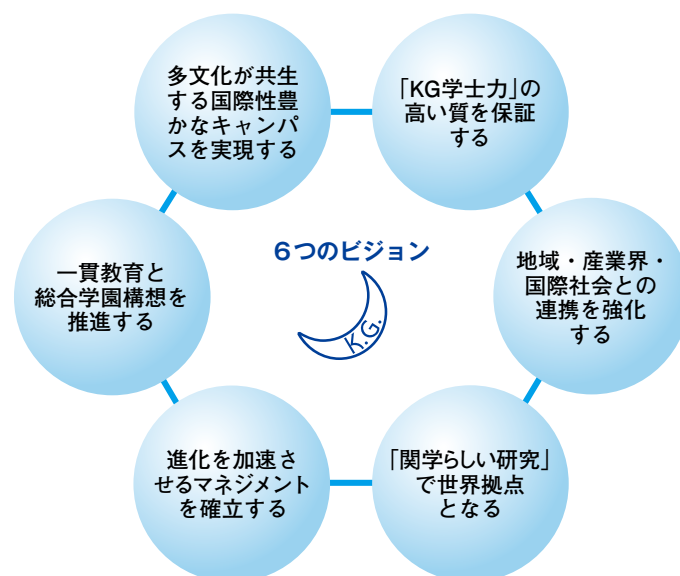 多文化が共生
する国際性豊
かなキャンパ
スを実現する
「KG学士力」の
高い質を保証
する
6つのビジョン
K.G.
一貫教育と
総合学園構想を
推進する
地域・産業界・
国際社会との
連携を強化
する
進化を加速さ
せるマネジメント
を確立する
「関学らしい研究」
で世界拠点
となる